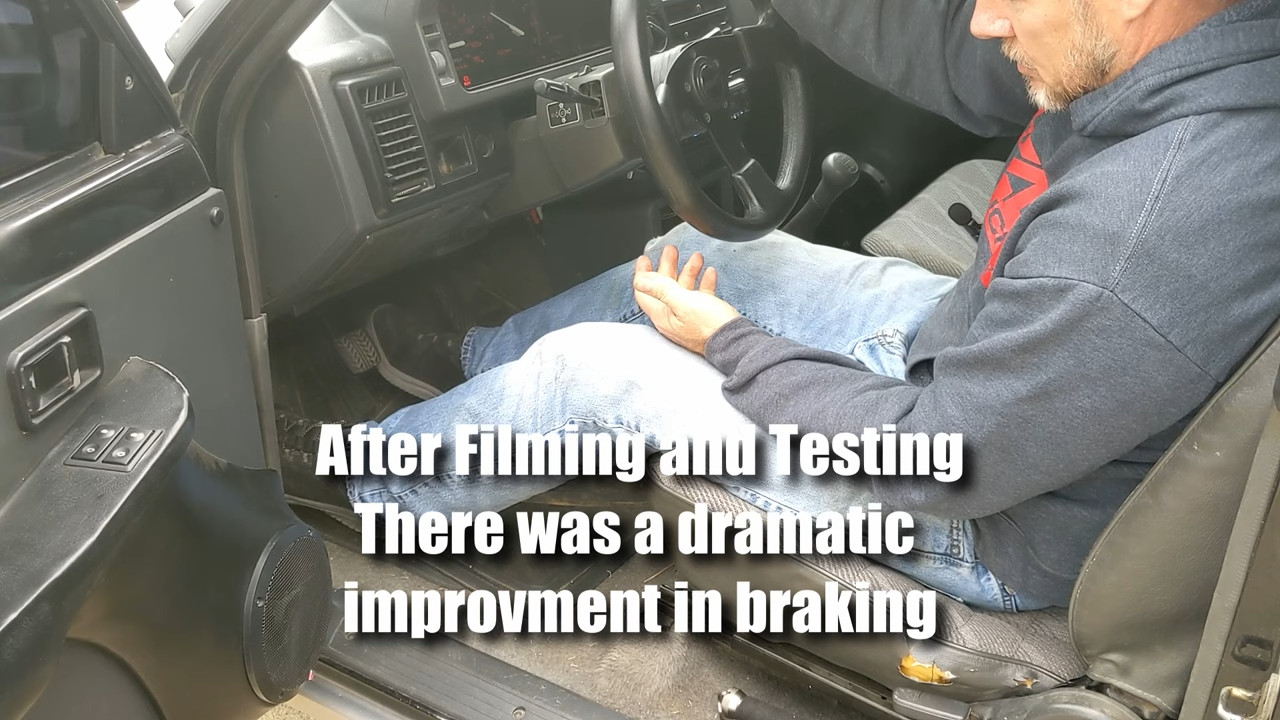 After Filming and Testing
There was a dramatic
improvment in braking